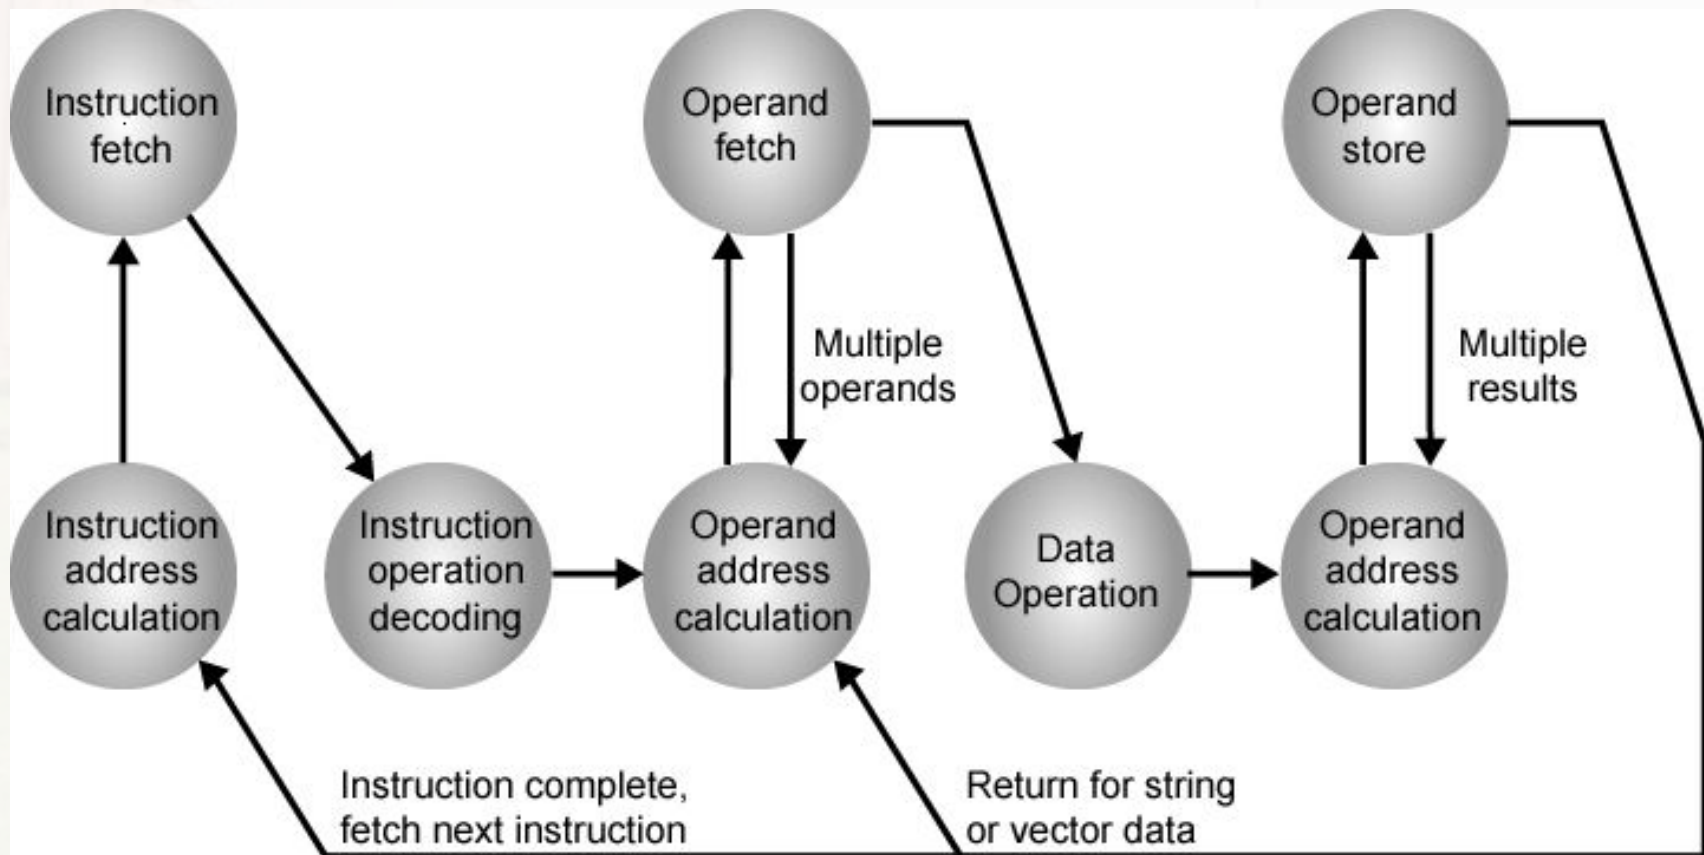 Instruction
fetch
Operand
fetch
Operand
store
Multiple
operands
Multiple
results
Instruction
address
calculation
Instruction
operation
decoding
Operand
address
calculation
Data
Operation
Operand
address
calculation
Instruction complete,
fetch next instruction
Return for string
or vector data